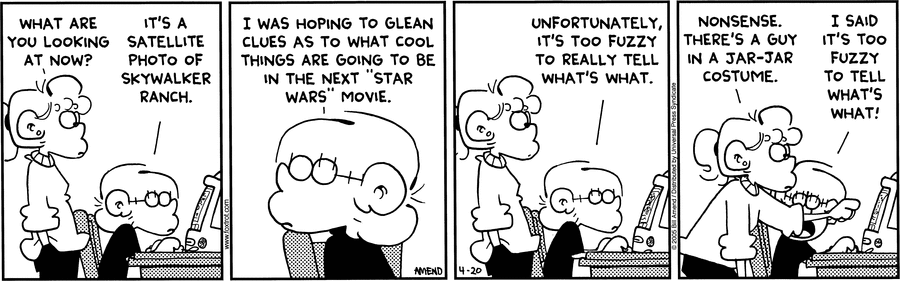 WHAT ARE
YOU LOOKING
AT NOW?
IT'S A
SATELLITE
PHOTO OF
SKYWALKER
RANCH.
www.foxtrot.com
I WAS HOPING TO GLEAN
CLUES AS TO WHAT COOL
THINGS ARE GOING TO BE
IN THE NEXT "STAR
WARS" MOVIE.
AMEND
UNFORTUNATELY,
IT'S TOO FUZZY
TO REALLY TELL
WHAT'S WHAT.
4-20
NONSENSE.
THERE'S A GUY
IN A JAR-JAR
COSTUME.
I SAID
IT'S TOO
FUZZY
TO TELL
WHAT'S
WHAT!
© 2005 Bill Amend / Distributed by Universal Press Syndicate